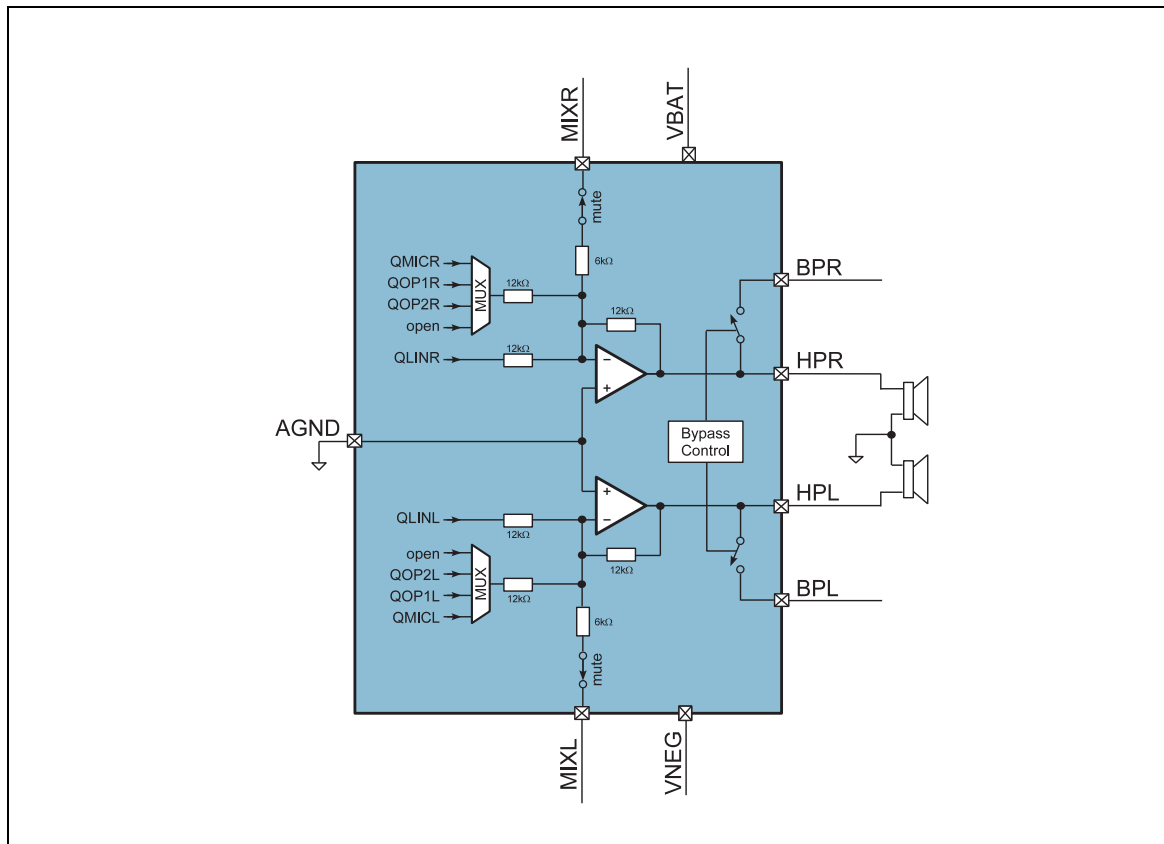 MIXR
VBAT
mute
6kΩ
QMICR
QOP1R
QOP2R
open
MUX
12kΩ
12kΩ
QLINR
12kΩ
−
+
BPR
HPR
AGND
Bypass
Control
HPL
BPL
+
−
QLINL
12kΩ
12kΩ
open
QOP2L
QOP1L
QMICL
MUX
12kΩ
6kΩ
mute
MIXL
VNEG